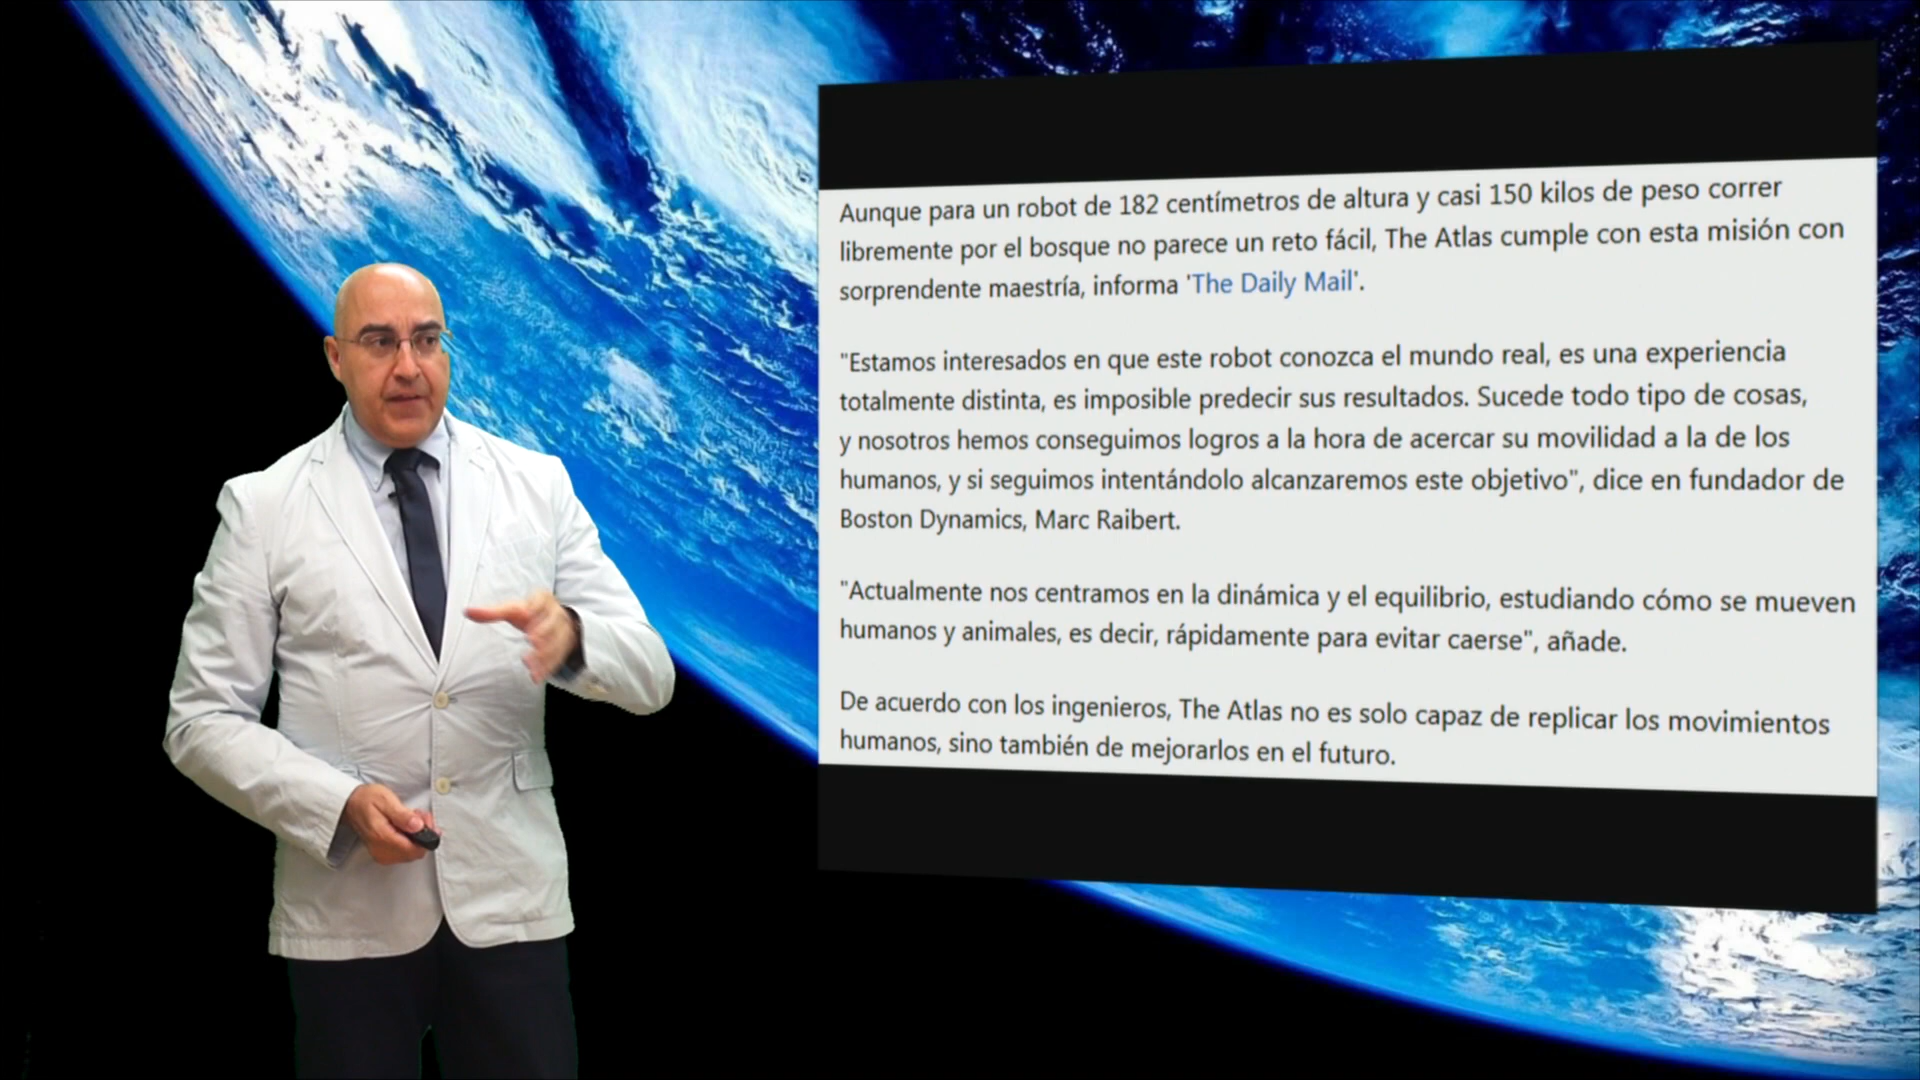 Aunque para un robot de 182 centímetros de altura y casi 150 kilos de peso correr
libremente por el bosque no parece un reto fácil, The Atlas cumple con esta misión con
sorprendente maestría, informa 'The Daily Mail'.
"Estamos interesados en que este robot conozca el mundo real, es una experiencia
totalmente distinta, es imposible predecir sus resultados. Sucede todo tipo de cosas,
y nosotros hemos conseguimos logros a la hora de acercar su movilidad a la de los
humanos, y si seguimos intentándolo alcanzaremos este objetivo", dice en fundador de
Boston Dynamics, Marc Raibert.
"Actualmente nos centramos en la dinámica y el equilibrio, estudiando cómo se mueven
humanos y animales, es decir, rápidamente para evitar caerse", añade.
De acuerdo con los ingenieros, The Atlas no es solo capaz de replicar los movimientos
humanos, sino también de mejorarlos en el futuro.